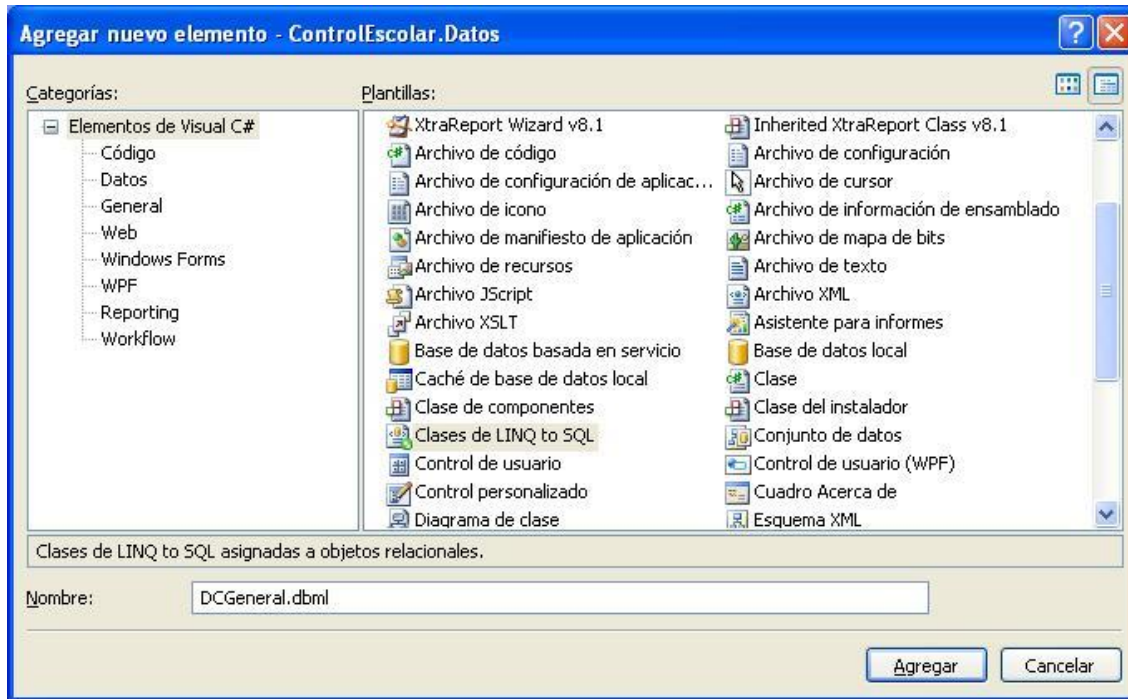 Agregar nuevo elemento - ControlEscolar.Datos
Categorías:
Plantillas:
Elementos de Visual C#
Código
Datos
General
Web
Windows Forms
WPF
Reporting
Workflow
XtraReport Wizard v8.1
Inherited XtraReport Class v8.1
Archivo de código
Archivo de configuración
Archivo de configuración de aplicac...
Archivo de cursor
Archivo de icono
Archivo de información de ensamblado
Archivo de manifiesto de aplicación
Archivo de mapa de bits
Archivo de recursos
Archivo de texto
Archivo JScript
Archivo XML
Archivo XSLT
Asistente para informes
Base de datos basada en servicio
Base de datos local
Caché de base de datos local
Clase
Clase de componentes
Clase del instalador
Clases de LINQ to SQL
Conjunto de datos
Control de usuario
Control de usuario (WPF)
Control personalizado
Cuadro Acerca de
Diagrama de clase
Esquema XML
Clases de LINQ to SQL asignadas a objetos relacionales.
Nombre:
DCGeneral.dbml
Agregar
Cancelar